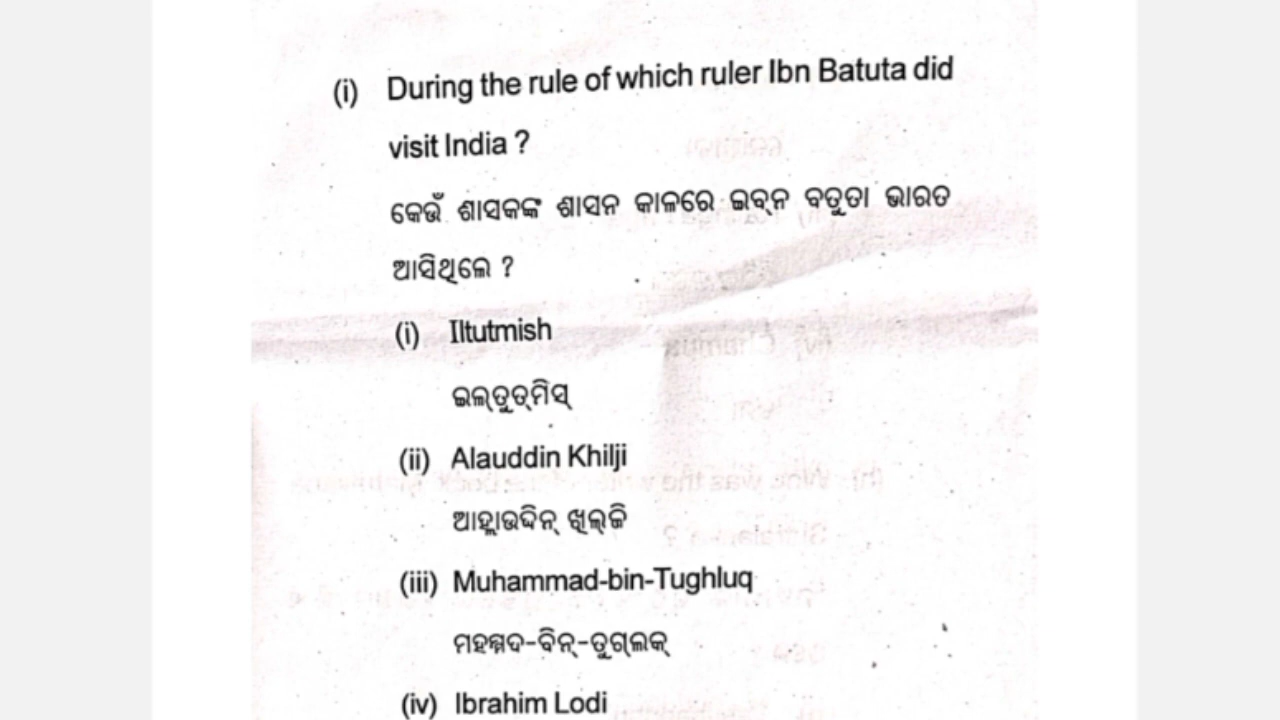 (i) During the rule of which ruler Ibn Batuta did
visit India ?
କେଉଁ ଶାସକଙ୍କ ଶାସନ କାଳରେ ଇବ୍‌ନ ବତୁତା ଭାରତ
ଆସିଥିଲେ ?
(i) Iltutmish
ଇଲ୍‌ତୁତ୍‌ମିସ୍
(ii) Alauddin Khilji
ଆହ୍ଲାଉଦ୍ଦିନ୍ ଖିଲ୍‌ଜି
(iii) Muhammad-bin-Tughluq
ମହମ୍ମଦ-ବିନ୍-ତୁଗ୍‌ଲକ୍
(iv) Ibrahim Lodi